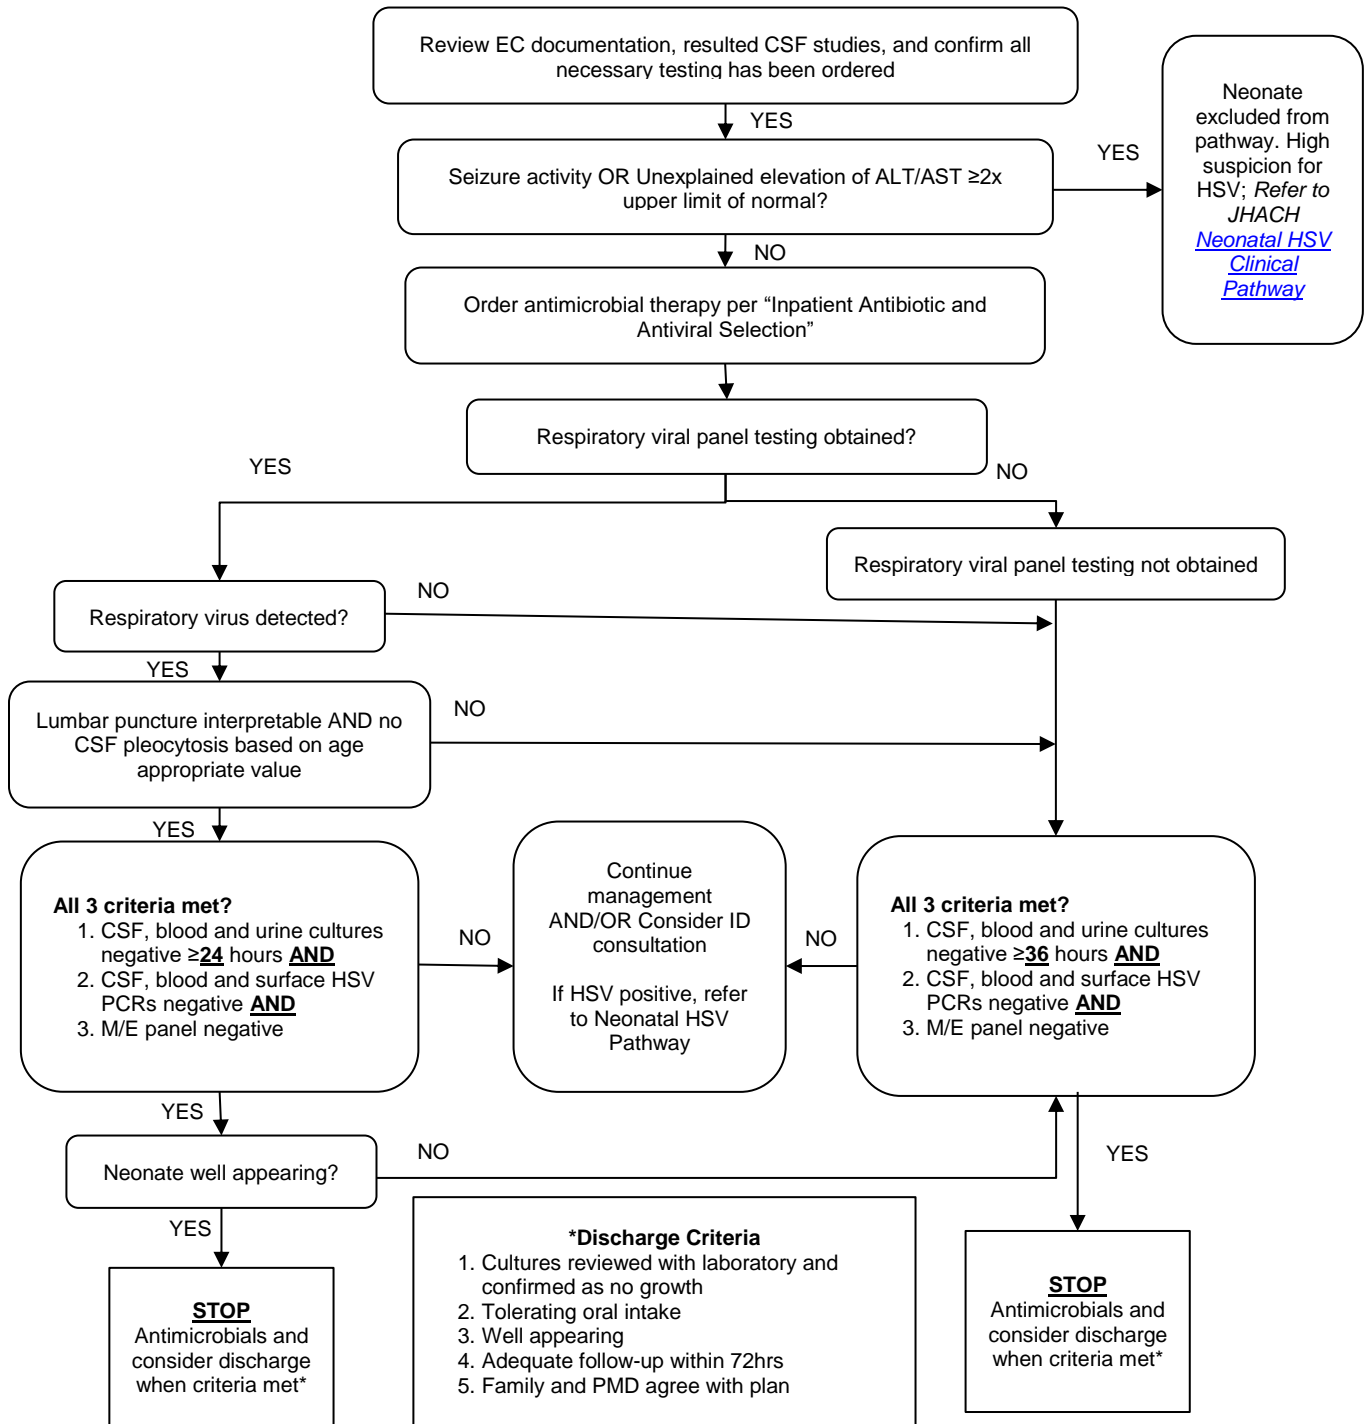 Review EC documentation, resulted CSF studies, and confirm all
necessary testing has been ordered
YES
Seizure activity OR Unexplained elevation of ALT/AST ≥2x
upper limit of normal?
YES
Neonate
excluded from
pathway. High
suspicion for
HSV; Refer to
JHACH
Neonatal HSV
Clinical
Pathway
NO
Order antimicrobial therapy per “Inpatient Antibiotic and
Antiviral Selection”
Respiratory viral panel testing obtained?
YES
NO
Respiratory viral panel testing not obtained
Respiratory virus detected?
NO
YES
Lumbar puncture interpretable AND no
CSF pleocytosis based on age
appropriate value
NO
YES
All 3 criteria met?
1. CSF, blood and urine cultures
negative ≥24 hours AND
2. CSF, blood and surface HSV
PCRs negative AND
3. M/E panel negative
NO
Continue
management
AND/OR Consider ID
consultation
If HSV positive, refer
to Neonatal HSV
Pathway
NO
All 3 criteria met?
1. CSF, blood and urine cultures
negative ≥36 hours AND
2. CSF, blood and surface HSV
PCRs negative AND
3. M/E panel negative
YES
Neonate well appearing?
NO
YES
YES
STOP
Antimicrobials and
consider discharge
when criteria met*
*Discharge Criteria
1. Cultures reviewed with laboratory and
confirmed as no growth
2. Tolerating oral intake
3. Well appearing
4. Adequate follow-up within 72hrs
5. Family and PMD agree with plan
STOP
Antimicrobials and
consider discharge
when criteria met*